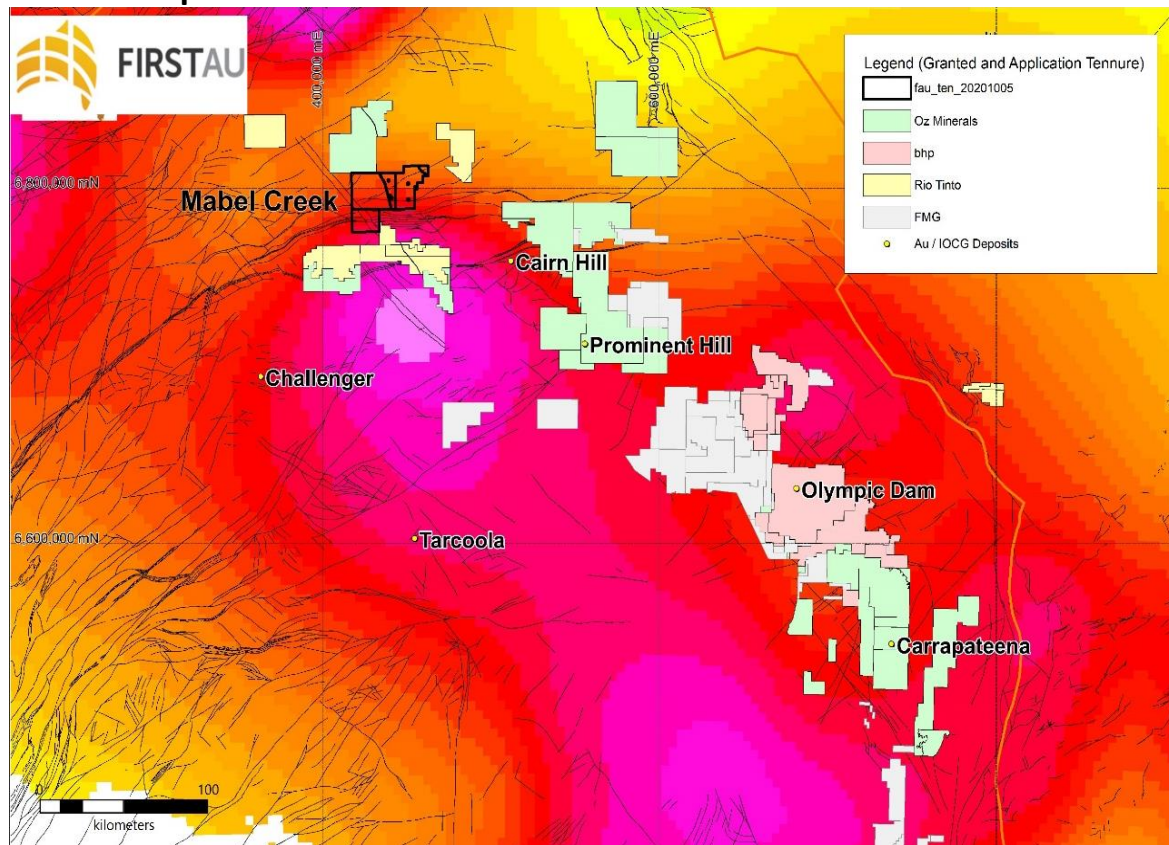 FIRSTAU
400,000 mE
600,000 mE
Legend (Granted and Application Tennure)
fau_ten_20201005
Oz Minerals
bhp
Rio Tinto
FMG
Au / IOCG Deposits
6,800,000 mN
Mabel Creek
Cairn Hill
Prominent Hill
Challenger
Olympic Dam
6,600,000 mN
Tarcoola
Carrapateena
0 100
kilometers